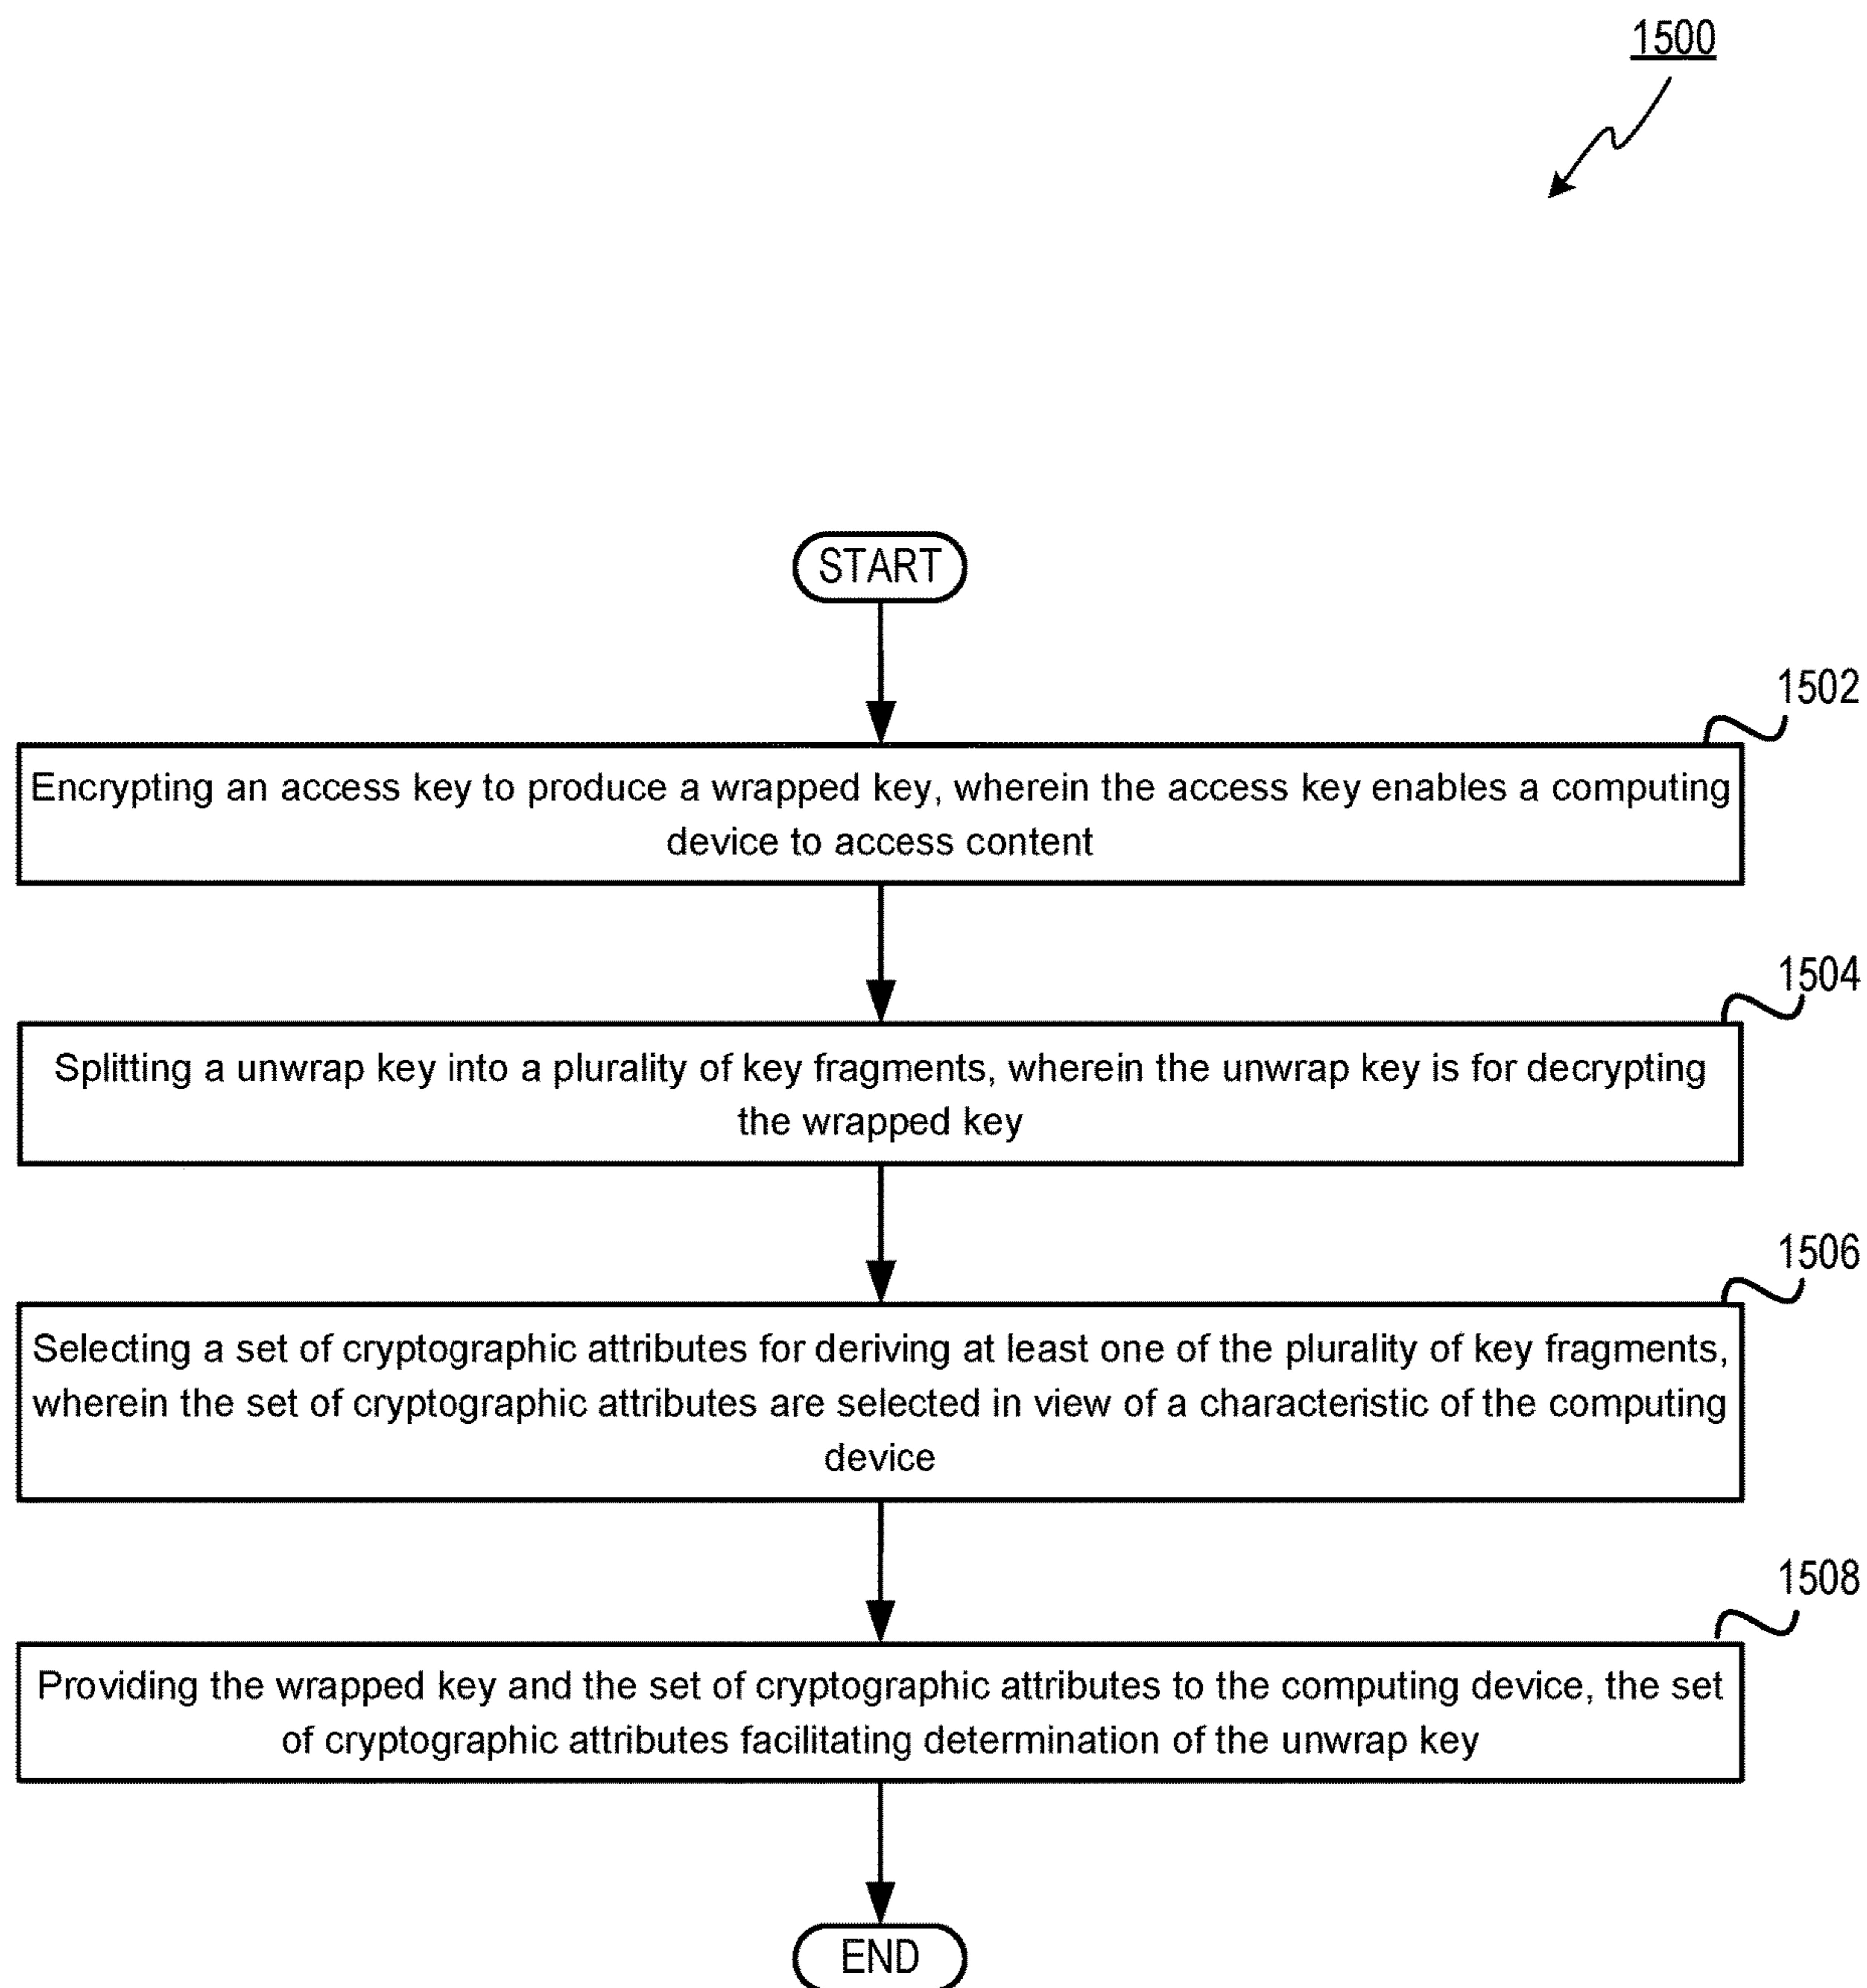 1500
START
1502
Encrypting an access key to produce a wrapped key, wherein the access key enables a computing
device to access content
1504
Splitting a unwrap key into a plurality of key fragments, wherein the unwrap key is for decrypting
the wrapped key
1506
Selecting a set of cryptographic attributes for deriving at least one of the plurality of key fragments,
wherein the set of cryptographic attributes are selected in view of a characteristic of the computing
device
1508
Providing the wrapped key and the set of cryptographic attributes to the computing device, the set
of cryptographic attributes facilitating determination of the unwrap key
END